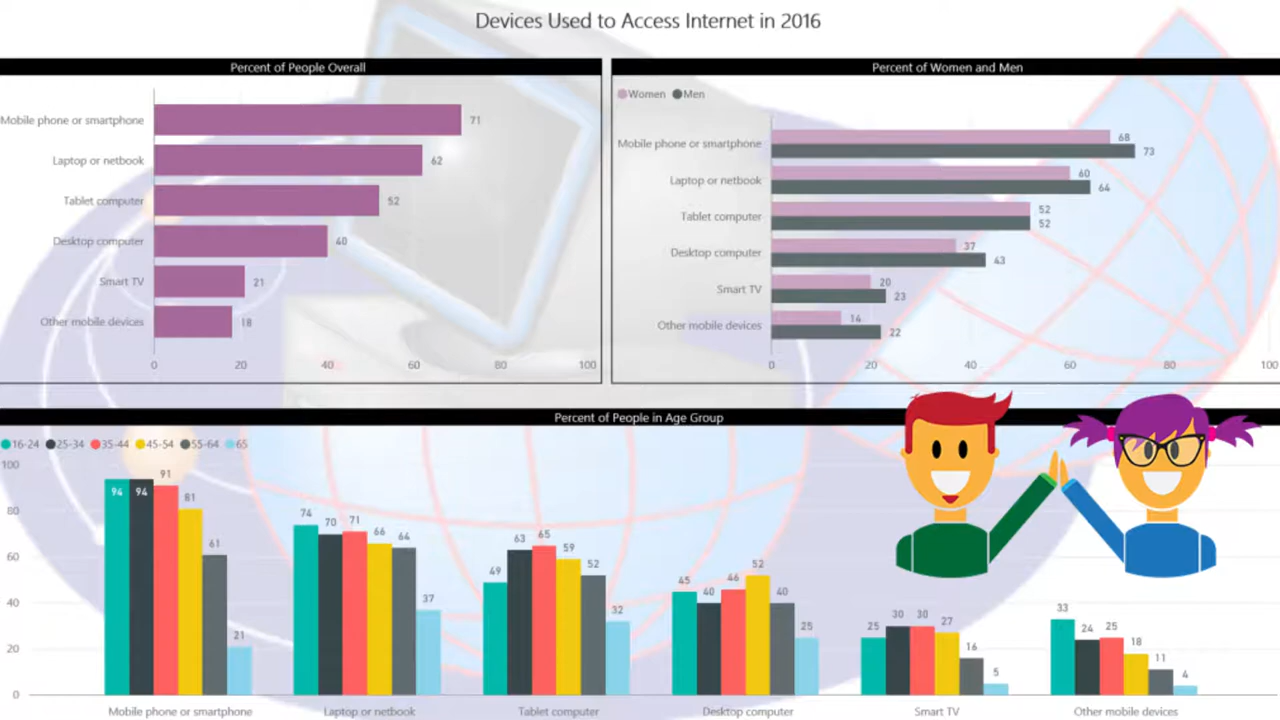 Devices Used to Access Internet in 2016
Percent of People Overall
Mobile phone or smartphone 71
Laptop or netbook 62
Tablet computer 52
Desktop computer 40
Smart TV 21
Other mobile devices 18
0 20 40 60 80 100
Percent of Women and Men
Women Men
Mobile phone or smartphone 68 73
Laptop or netbook 60 64
Tablet computer 52 52
Desktop computer 37 43
Smart TV 20 23
Other mobile devices 14 22
0 20 40 60 80 100
Percent of People in Age Group
16-24 25-34 35-44 45-54 55-64 65
100
80
60
40
20
0
94 94 91 81 61 21
74 70 71 66 64 37
49 63 65 59 52 32
45 40 46 52 40 25
25 30 30 27 16 5
33 24 25 18 11 4
Mobile phone or smartphone Laptop or netbook Tablet computer Desktop computer Smart TV Other mobile devices